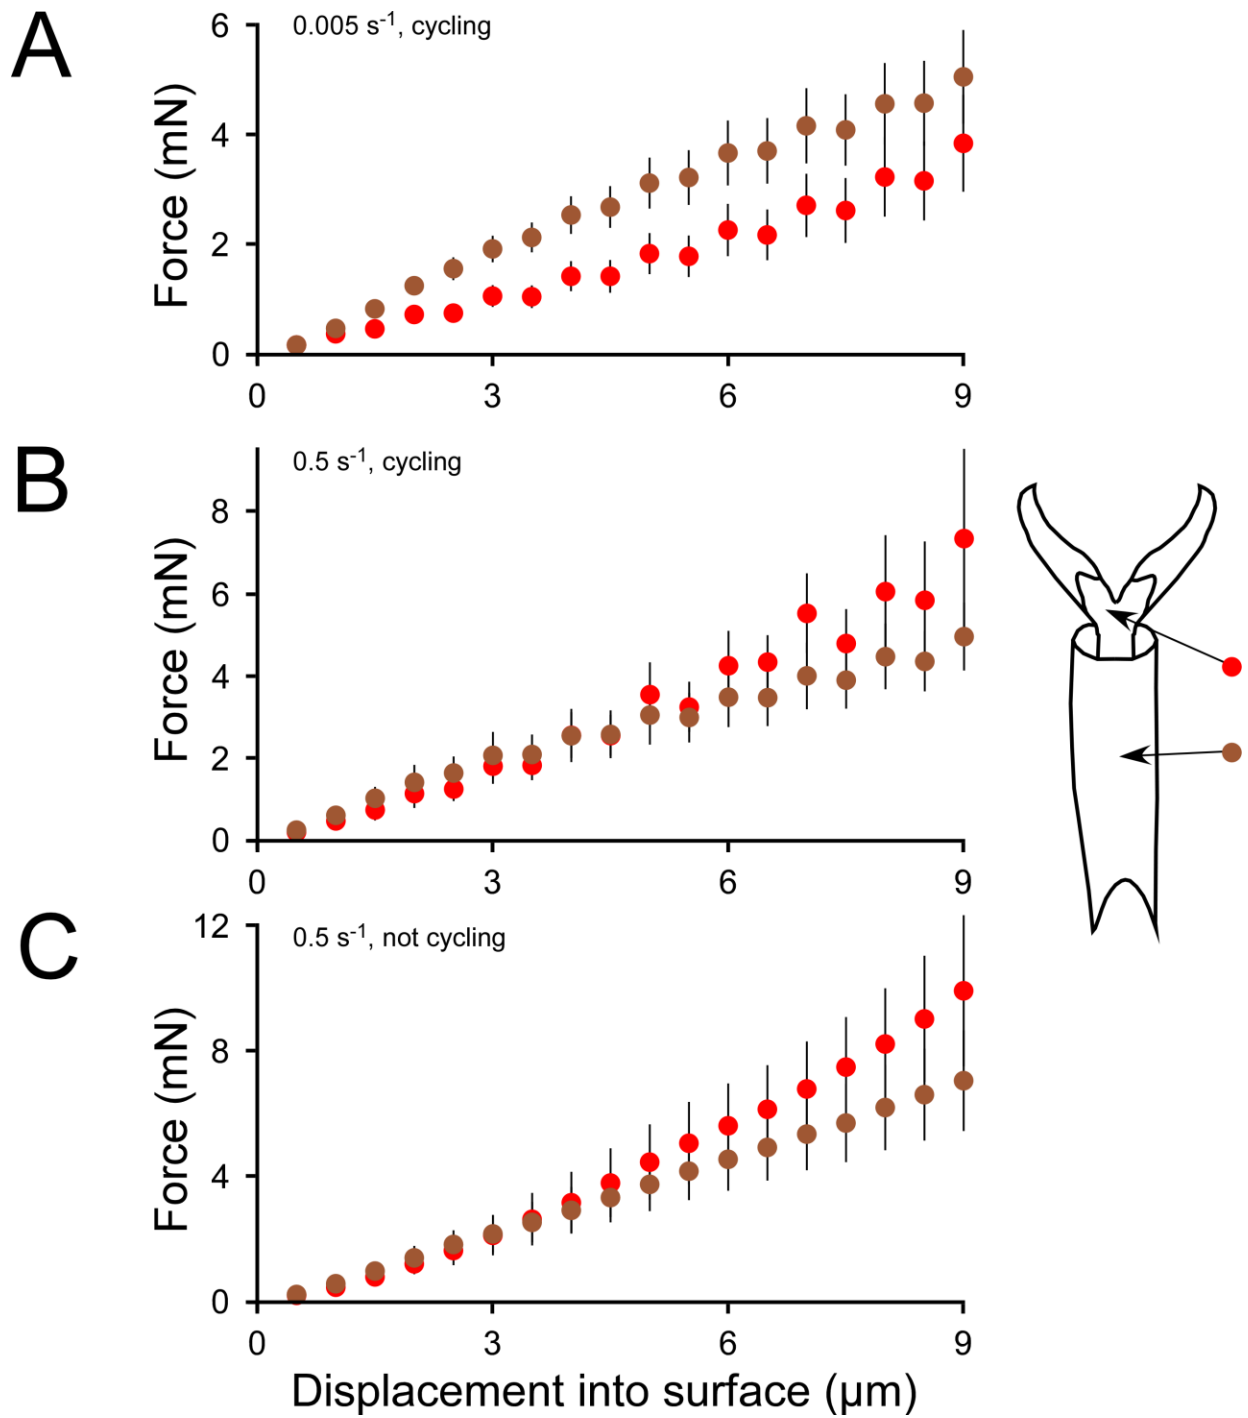 A
0.005 s⁻¹, cycling
Force (mN)
6
4
2
0
0 3 6 9
B
0.5 s⁻¹, cycling
Force (mN)
8
6
4
2
0
0 3 6 9
C
0.5 s⁻¹, not cycling
Force (mN)
12
8
4
0
0 3 6 9
Displacement into surface (μm)